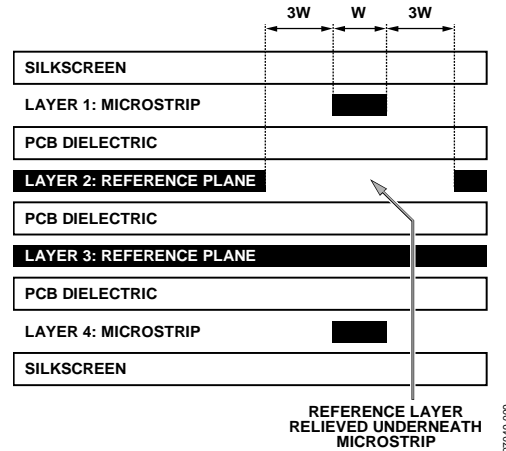 3W W 3W
SILKSCREEN
LAYER 1: MICROSTRIP
PCB DIELECTRIC
LAYER 2: REFERENCE PLANE
PCB DIELECTRIC
LAYER 3: REFERENCE PLANE
PCB DIELECTRIC
LAYER 4: MICROSTRIP
SILKSCREEN
REFERENCE LAYER
RELIEVED UNDERNEATH
MICROSTRIP